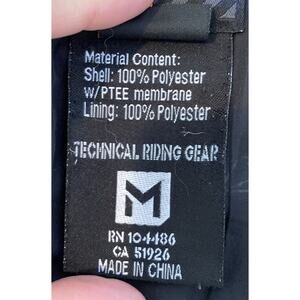 Material Content:
Shell: 100% Polyester
W/PTEE membrane
Lining: 100% Polyester
TECHNICAL RIDING GEAR
M
RN 104486
CA 51926
MADE IN CHINA